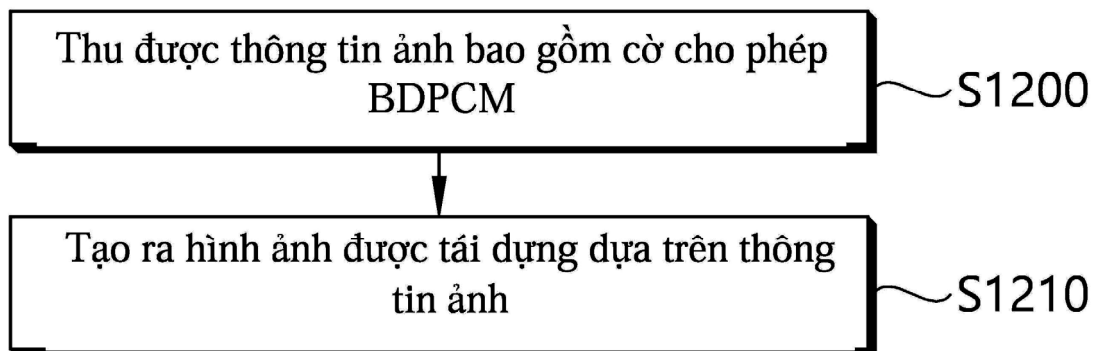 Thu được thông tin ảnh bao gồm cờ cho phép
BDPCM
S1200
Tạo ra hình ảnh được tái dựng dựa trên thông
tin ảnh
S1210